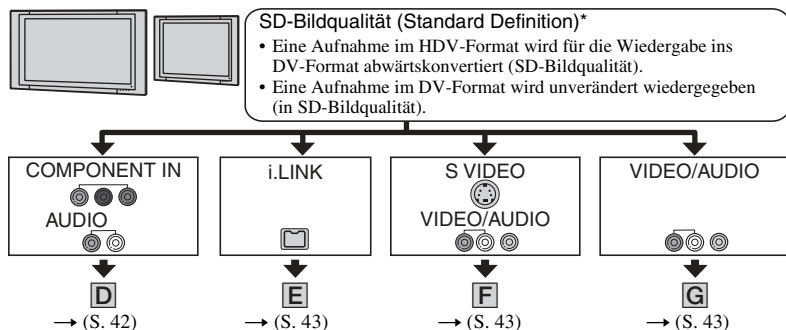 SD-Bildqualität (Standard Definition)*
• Eine Aufnahme im HDV-Format wird für die Wiedergabe ins
DV-Format abwärtskonvertiert (SD-Bildqualität).
• Eine Aufnahme im DV-Format wird unverändert wiedergegeben
(in SD-Bildqualität).
COMPONENT IN
AUDIO
i.LINK
S VIDEO
VIDEO/AUDIO
VIDEO/AUDIO
D
→ (S. 42)
E
→ (S. 43)
F
→ (S. 43)
G
→ (S. 43)